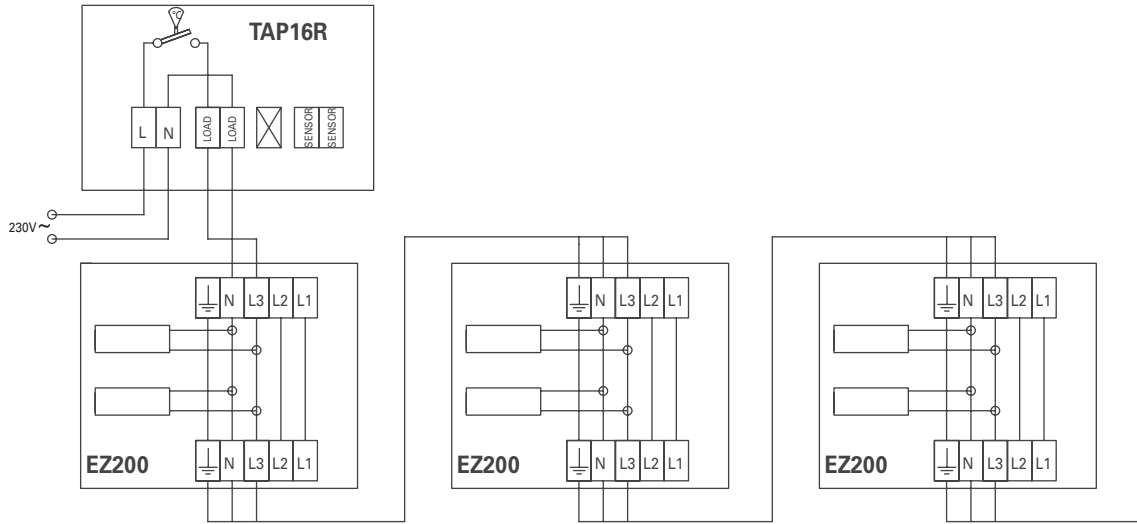 °C
TAP16R
L N LOAD LOAD SENSOR SENSOR
230V~
N L3 L2 L1
N L3 L2 L1
N L3 L2 L1
EZ200 N L3 L2 L1
EZ200 N L3 L2 L1
EZ200 N L3 L2 L1